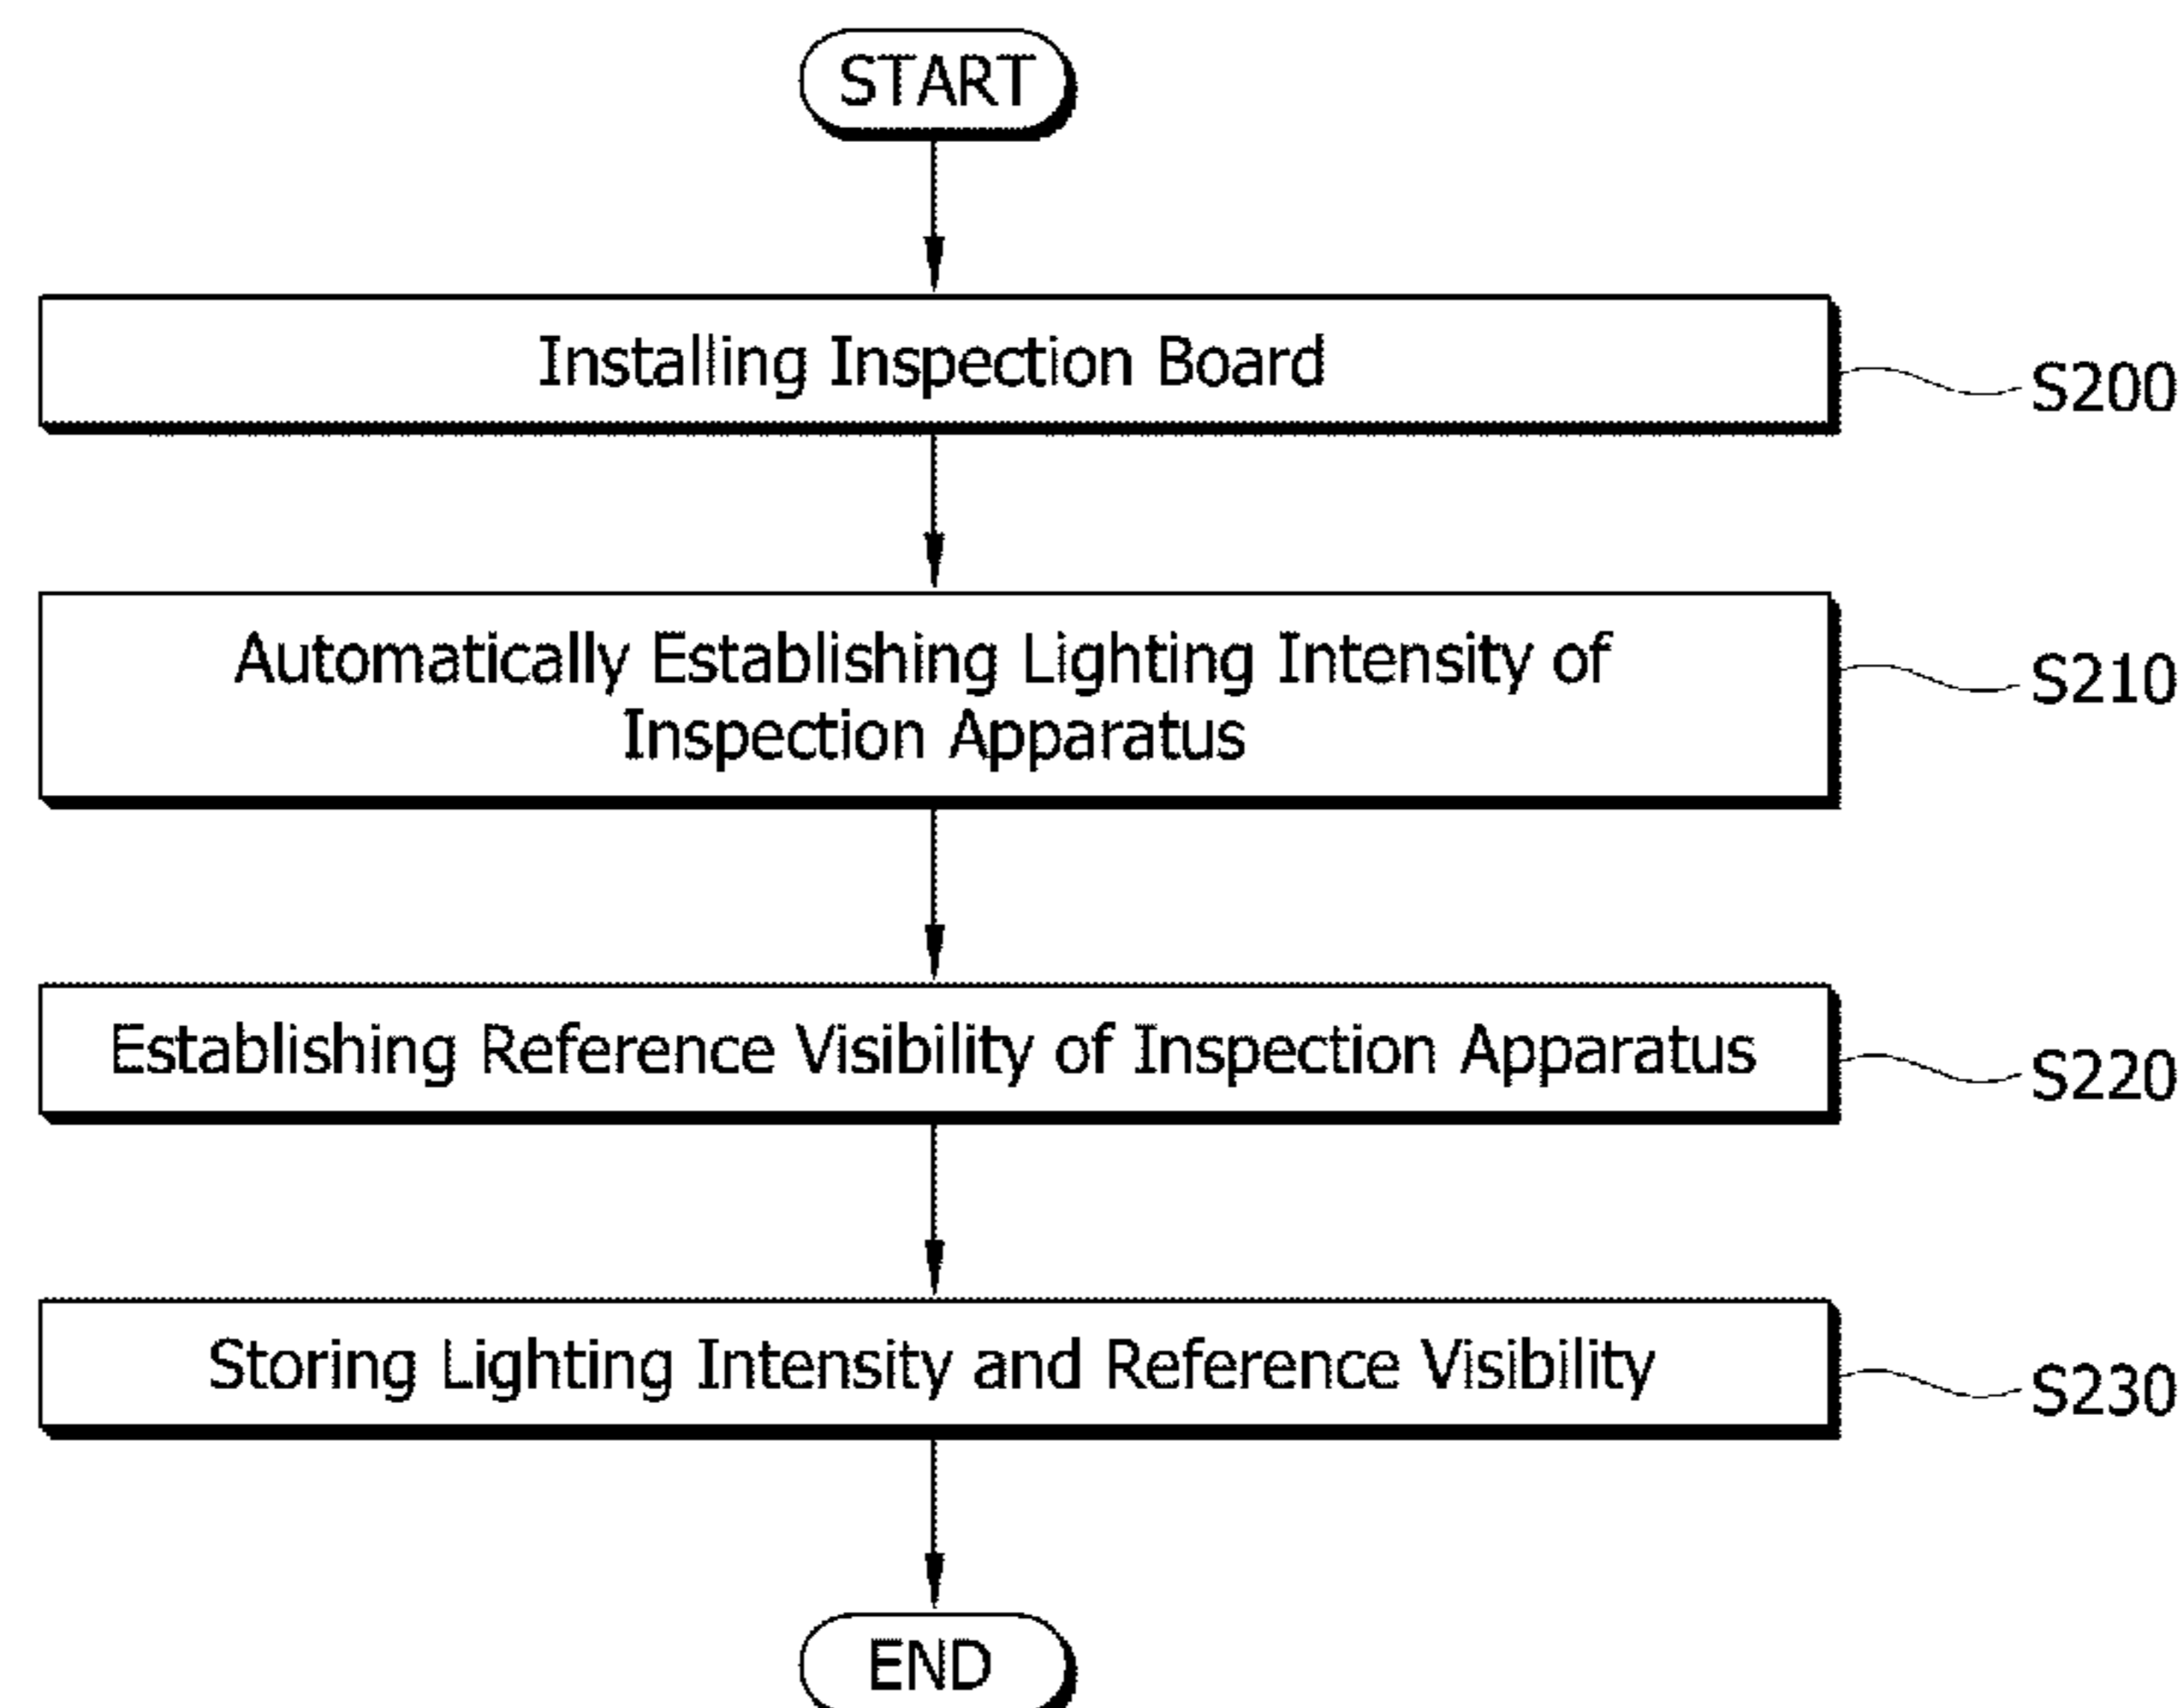 START
Installing Inspection Board
S200
Automatically Establishing Lighting Intensity of
Inspection Apparatus
S210
Establishing Reference Visibility of Inspection Apparatus
S220
Storing Lighting Intensity and Reference Visibility
S230
END